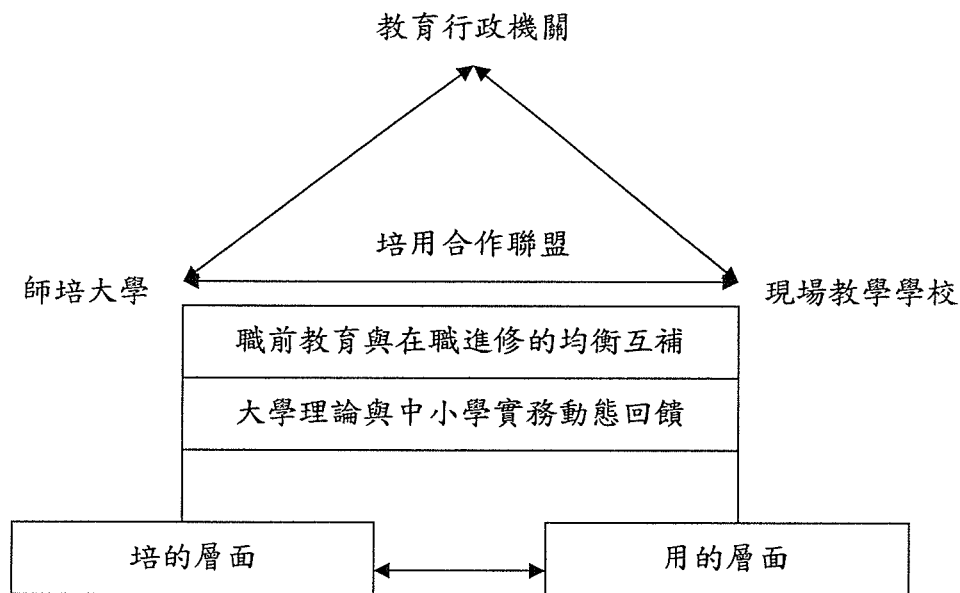 教育行政機關
培用合作聯盟
師培大學
現場教學學校
職前教育與在職進修的均衡互補
大學理論與中小學實務動態回饋
培的層面
用的層面